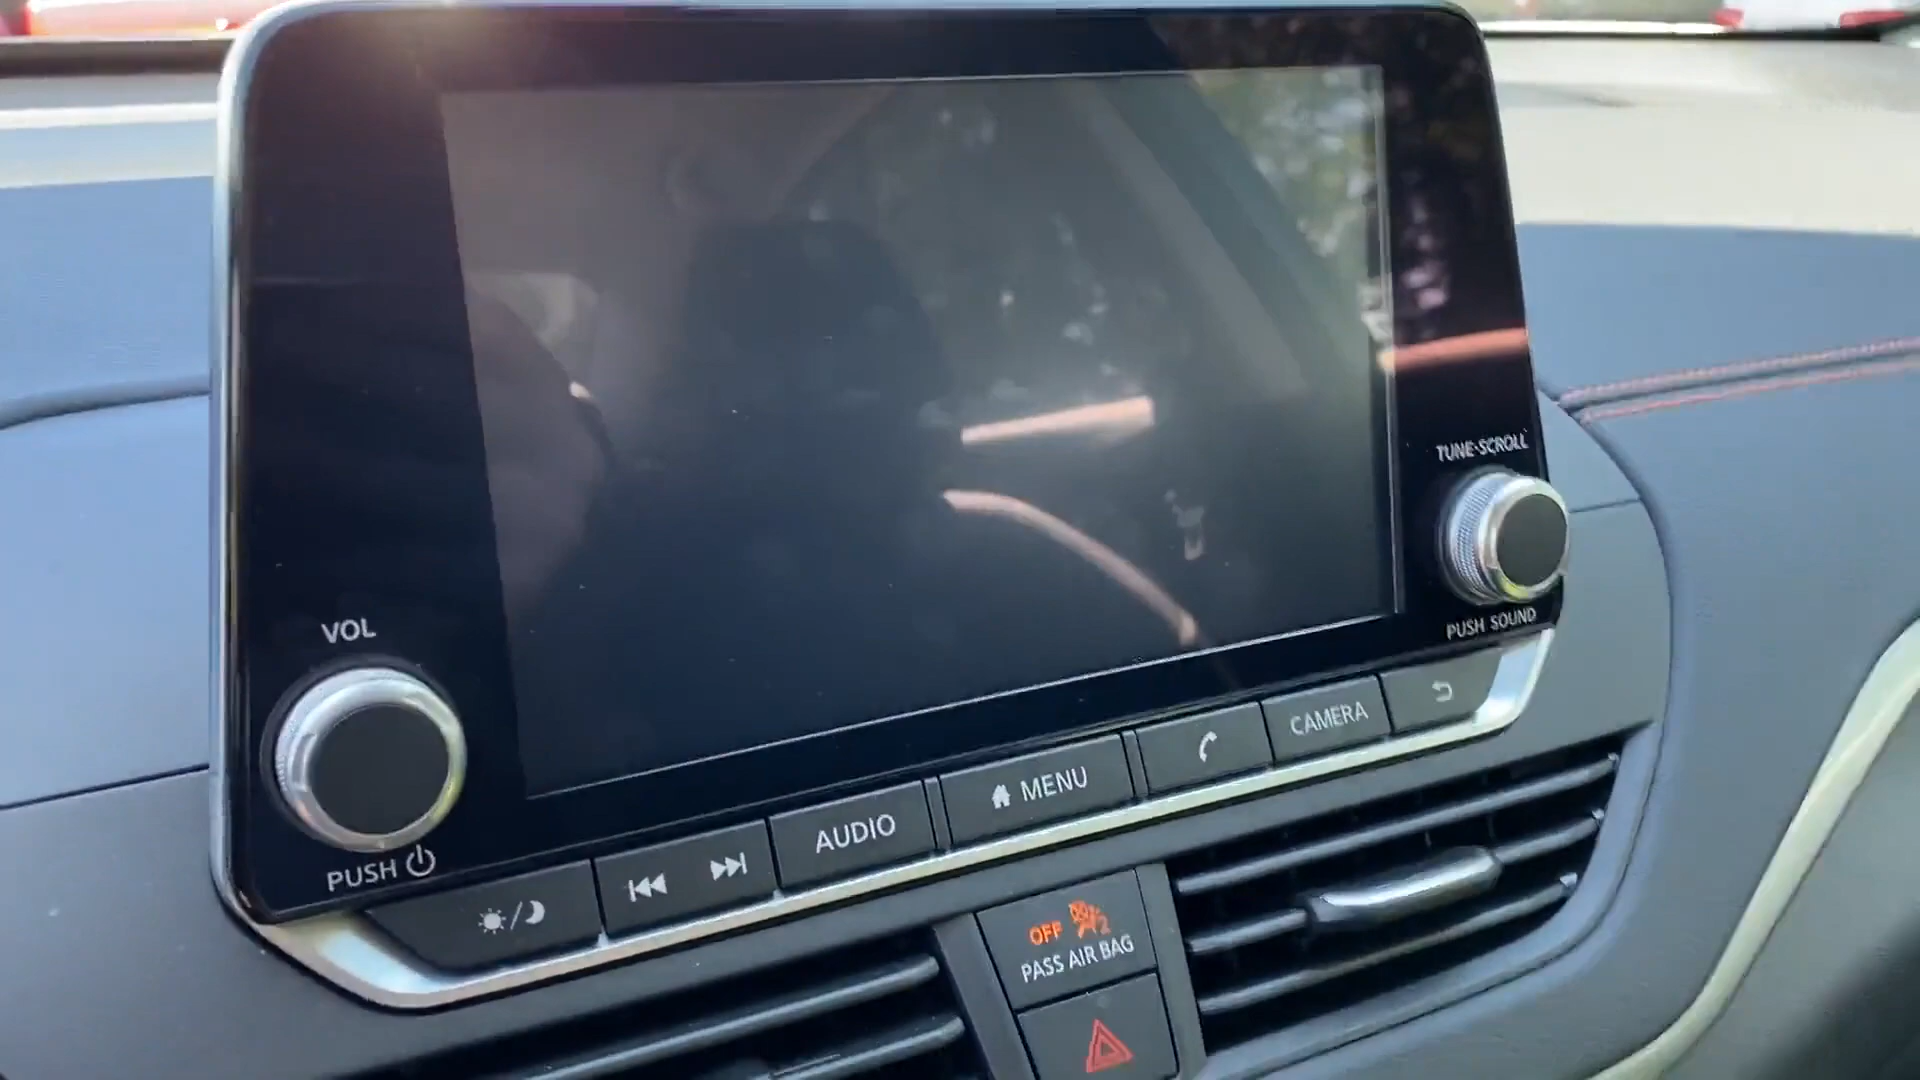 TUNE·SCROLL
PUSH SOUND
VOL
PUSH
AUDIO
MENU
CAMERA
OFF
PASS AIR BAG